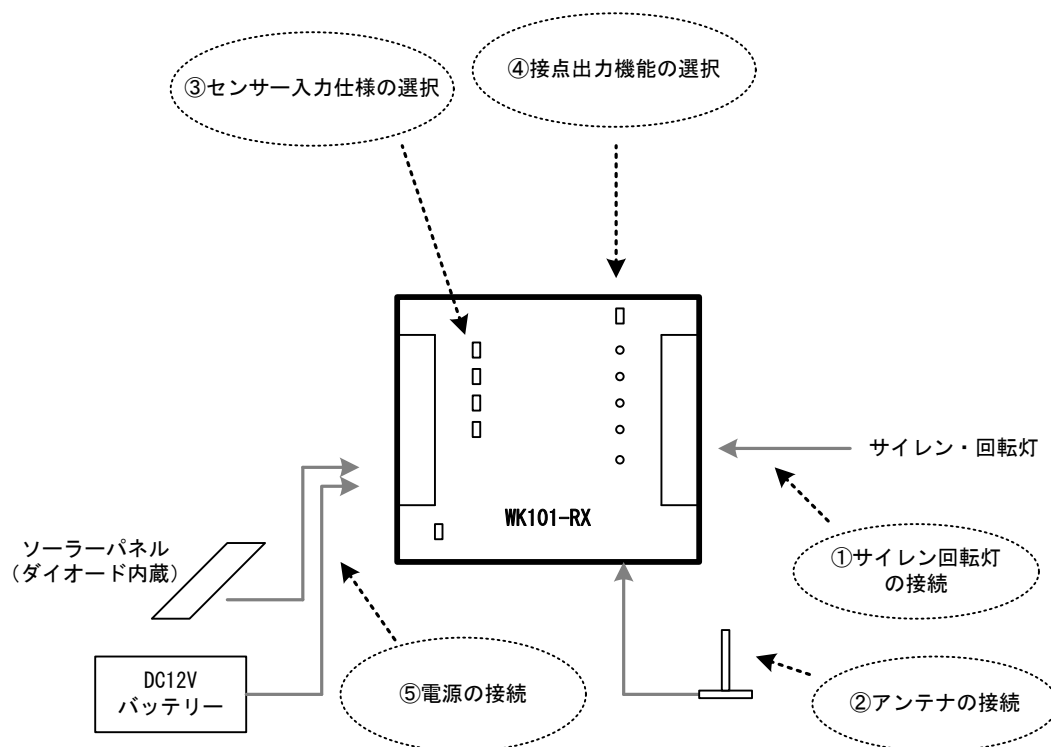 ④接点出力機能の選択
③センサー入力仕様の選択
サイレン・回転灯
WK101-RX
ソーラーパネル
（ダイオード内蔵）
①サイレン回転灯
の接続
DC12V
バッテリー
⑤電源の接続
②アンテナの接続